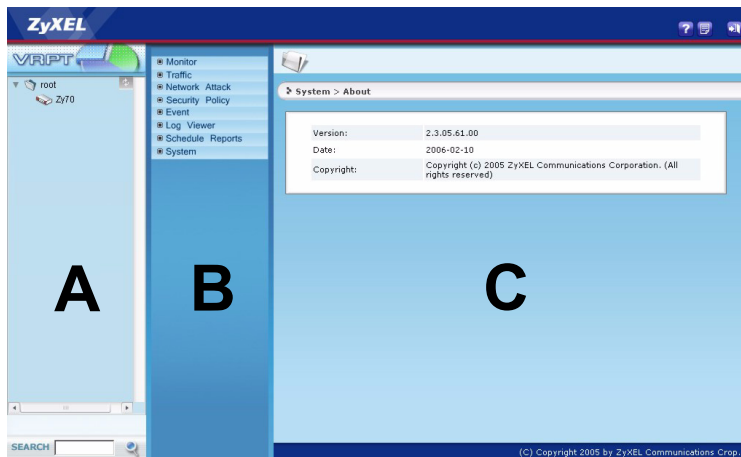 ZyXEL
VRPT
root
Zy70
Monitor
Traffic
Network Attack
Security Policy
Event
Log Viewer
Schedule Reports
System
System > About
Version: 2.3.05.61.00
Date: 2006-02-10
Copyright: Copyright (c) 2005 ZyXEL Communications Corporation. (All
rights reserved)
A
B
C
SEARCH
(C) Copyright 2005 by ZyXEL Communications Crop.